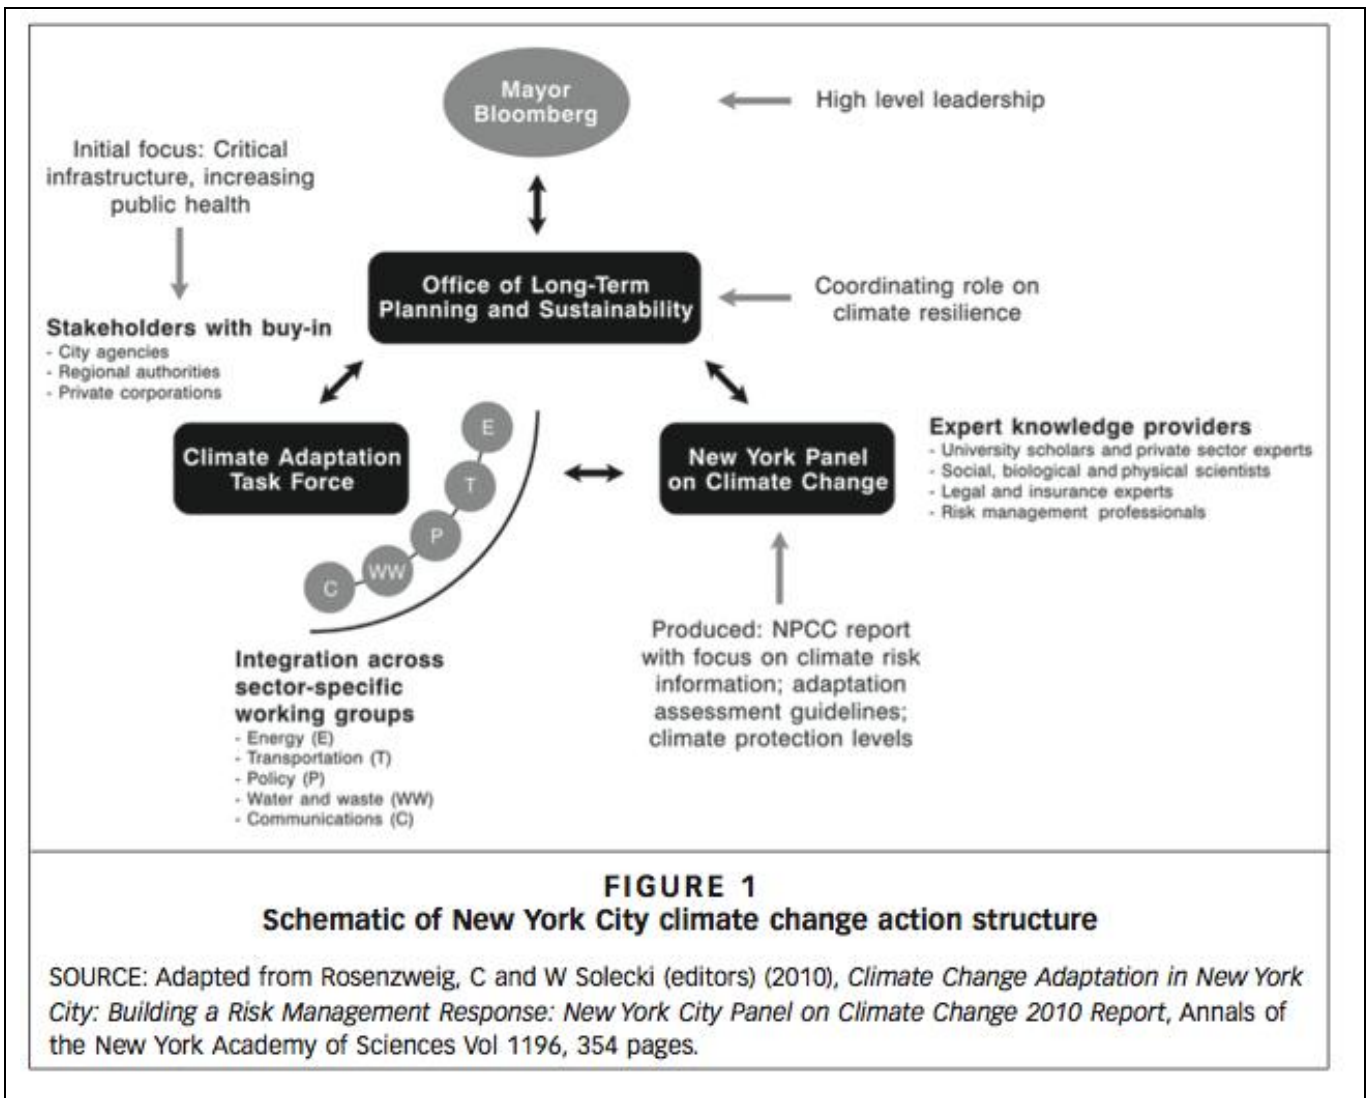 Mayor
Bloomberg
High level leadership
Initial focus: Critical
infrastructure, increasing
public health
Office of Long-Term
Planning and Sustainability
Coordinating role on
climate resilience
Stakeholders with buy-in
- City agencies
- Regional authorities
- Private corporations
Climate Adaptation
Task Force
E
T
P
WW
C
New York Panel
on Climate Change
Expert knowledge providers
- University scholars and private sector experts
- Social, biological and physical scientists
- Legal and insurance experts
- Risk management professionals
Integration across
sector-specific
working groups
- Energy (E)
- Transportation (T)
- Policy (P)
- Water and waste (WW)
- Communications (C)
Produced: NPCC report
with focus on climate risk
information; adaptation
assessment guidelines;
climate protection levels
FIGURE 1
Schematic of New York City climate change action structure
SOURCE: Adapted from Rosenzweig, C and W Solecki (editors) (2010), Climate Change Adaptation in New York
City: Building a Risk Management Response: New York City Panel on Climate Change 2010 Report, Annals of
the New York Academy of Sciences Vol 1196, 354 pages.